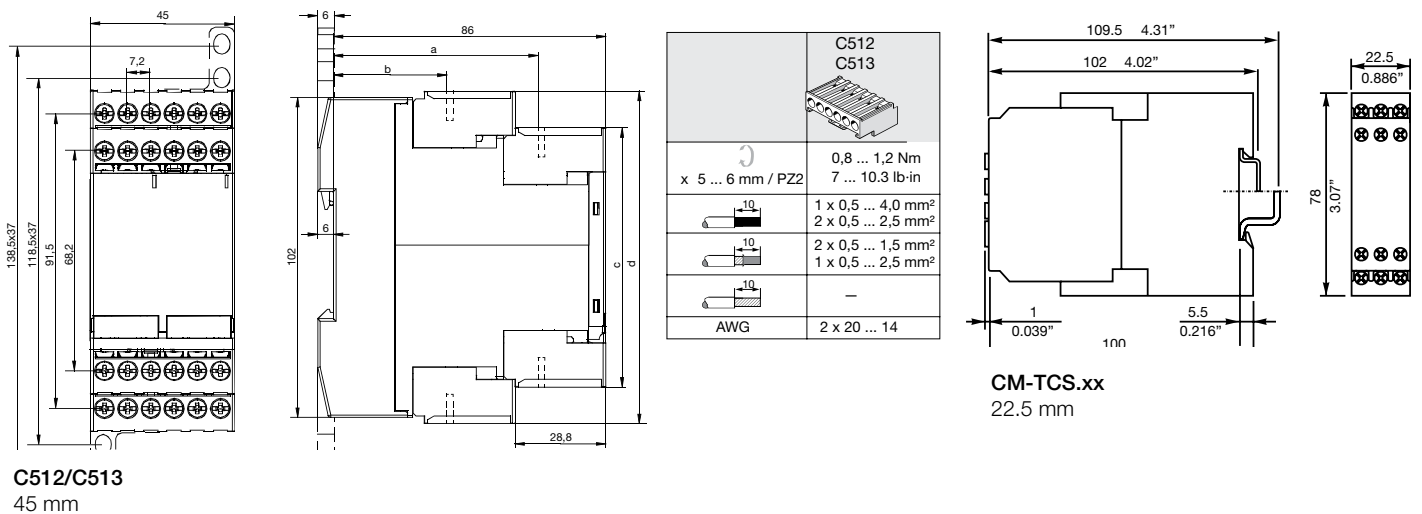 45
7,2
138,5x37
118,5x37
91,5
68,2
C512/C513
45 mm
6
86
a
b
6
102
c
d
28,8
C512
C513
x 5 ... 6 mm / PZ2
0,8 ... 1,2 Nm
7 ... 10.3 lb·in
10
1 x 0,5 ... 4,0 mm²
2 x 0,5 ... 2,5 mm²
10
2 x 0,5 ... 1,5 mm²
1 x 0,5 ... 2,5 mm²
10
–
AWG
2 x 20 ... 14
109.5 4.31”
102 4.02”
22.5
0.886”
78
3.07”
1
0.039”
5.5
0.216”
100
CM-TCS.xx
22.5 mm